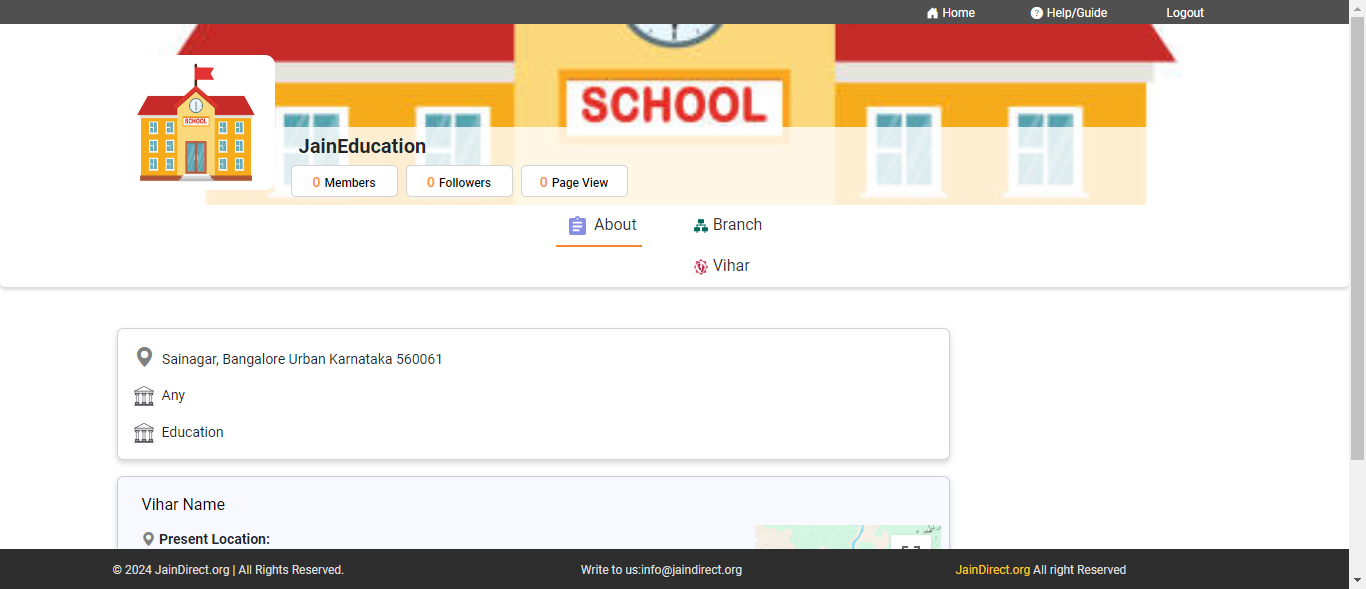 Home Help/Guide Logout
SCHOOL
SCHOOL
JainEducation
0 Members 0 Followers 0 Page View
About Branch
Vihar
Sainagar, Bangalore Urban Karnataka 560061
Any
Education
Vihar Name
Present Location:
© 2024 JainDirect.org | All Rights Reserved. Write to us:info@jaindirect.org JainDirect.org All right Reserved